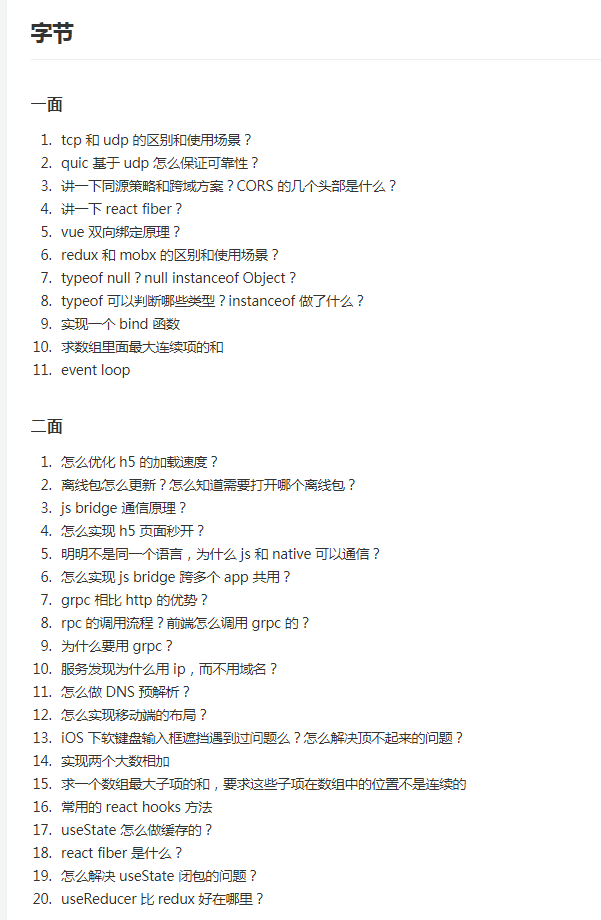 字节
一面
1. tcp 和 udp 的区别和使用场景？
2. quic 基于 udp 怎么保证可靠性？
3. 讲一下同源策略和跨域方案？CORS 的几个头部是什么？
4. 讲一下 react fiber？
5. vue 双向绑定原理？
6. redux 和 mobx 的区别和使用场景？
7. typeof null？null instanceof Object？
8. typeof 可以判断哪些类型？instanceof 做了什么？
9. 实现一个 bind 函数
10. 求数组里面最大连续项的和
11. event loop
二面
1. 怎么优化 h5 的加载速度？
2. 离线包怎么更新？怎么知道需要打开哪个离线包？
3. js bridge 通信原理？
4. 怎么实现 h5 页面秒开？
5. 明明不是同一个语言，为什么 js 和 native 可以通信？
6. 怎么实现 js bridge 跨多个 app 共用？
7. grpc 相比 http 的优势？
8. rpc 的调用流程？前端怎么调用 grpc 的？
9. 为什么要用 grpc？
10. 服务发现为什么用 ip，而不用域名？
11. 怎么做 DNS 预解析？
12. 怎么实现移动端的布局？
13. iOS 下软键盘输入框遮挡遇到过问题么？怎么解决顶不起来的问题？
14. 实现两个大数相加
15. 求一个数组最大子项的和，要求这些子项在数组中的位置不是连续的
16. 常用的 react hooks 方法
17. useState 怎么做缓存的？
18. react fiber 是什么？
19. 怎么解决 useState 闭包的问题？
20. useReducer 比 redux 好在哪里？